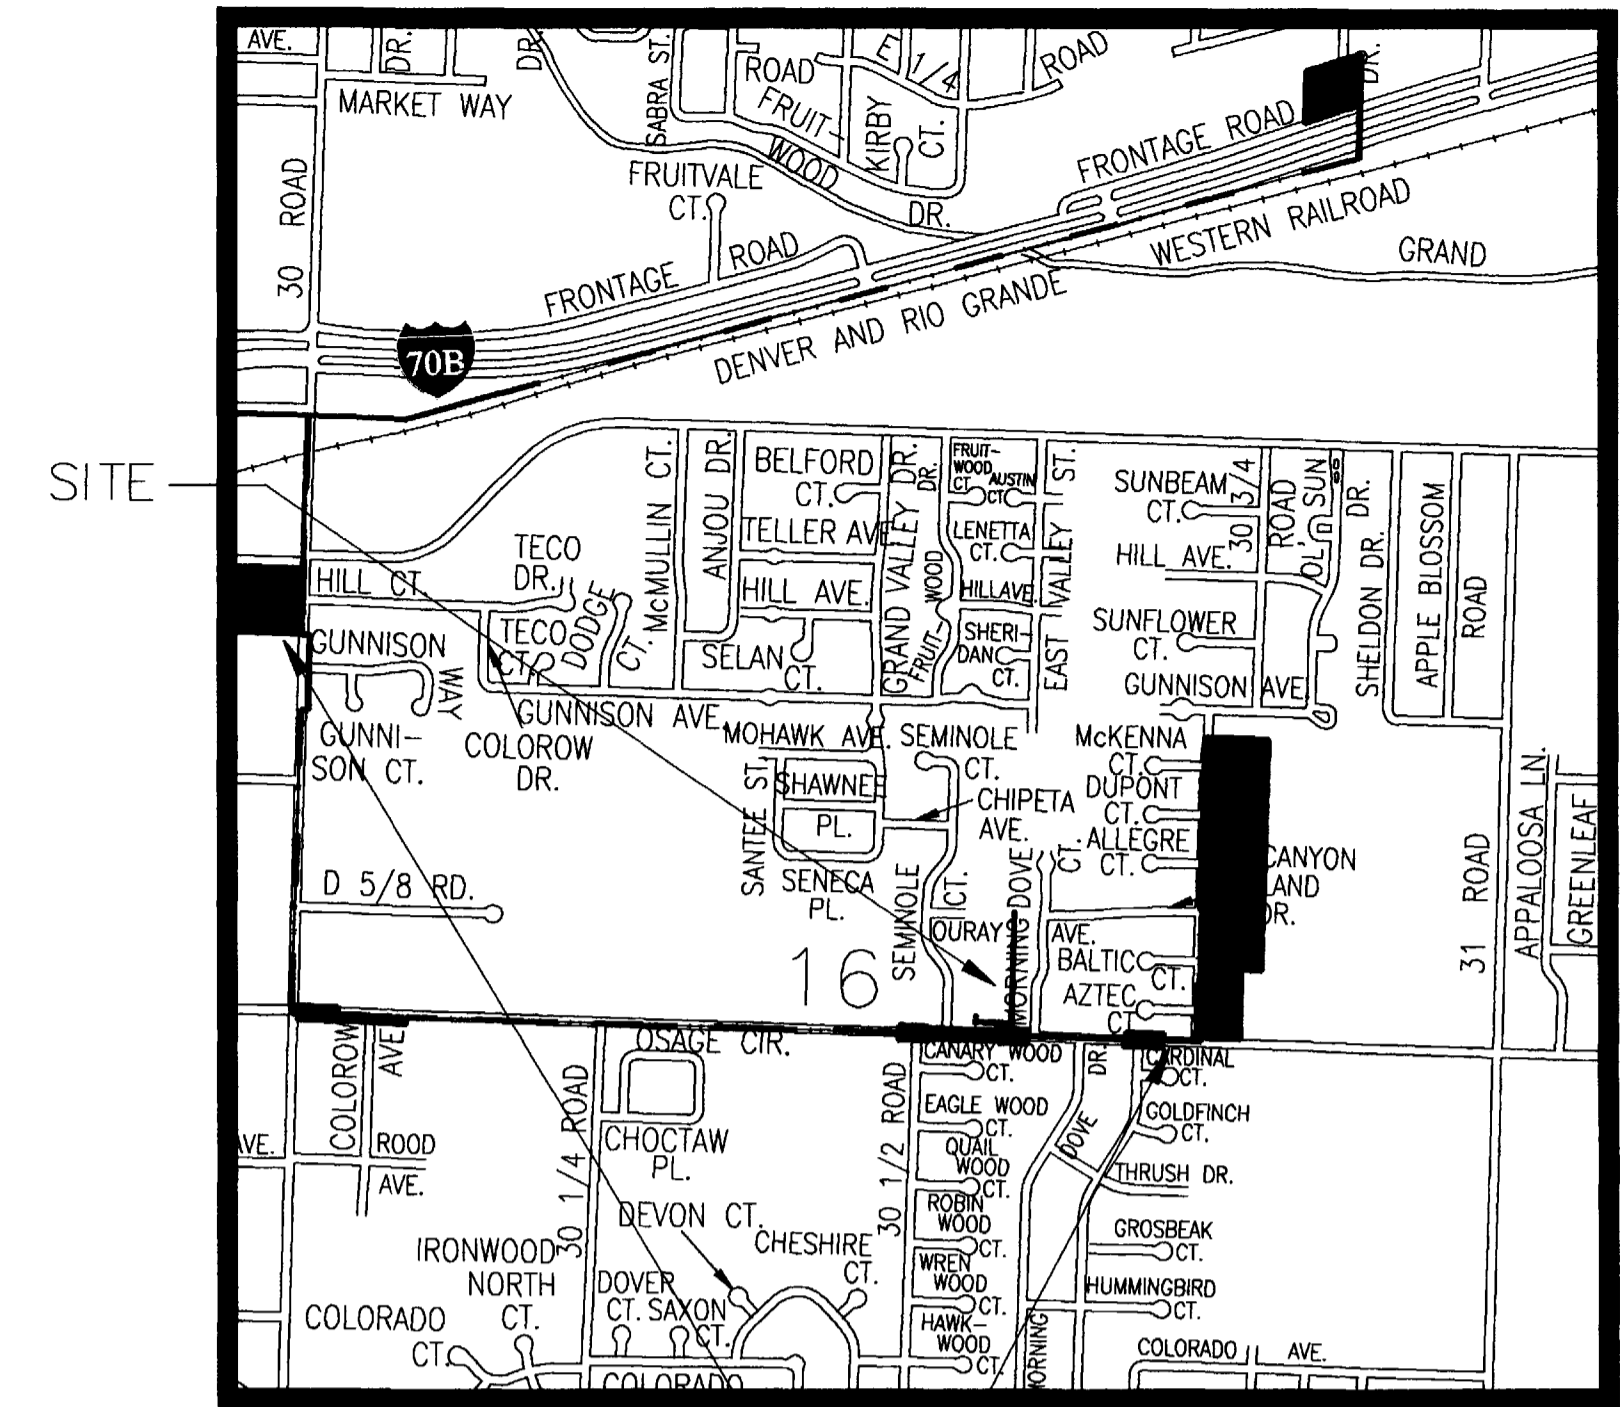 AVE.
DR.
DR.
SABRA ST.
ROAD
E 1/4
ROAD
DR.
MARKET WAY
FRUIT-
WOOD
DR.
KIRBY
CT.
30 ROAD
FRUITVALE
CT.
FRONTAGE ROAD
FRONTAGE ROAD
WESTERN RAILROAD
GRAND
70B
DENVER AND RIO GRANDE
SITE
McMULLIN CT.
ANJOU DR.
BELFORD
CT.
GRAND VALLEY DR.
DR.
FRUIT-
WOOD
CT.
AUSTIN
CT.
EAST VALLEY ST.
SUNBEAM
CT.
30 3/4
ROAD
OL' SUN
DR.
SHELDON DR.
APPLE BLOSSOM
ROAD
TECO
DR.
TELLER AVE
LENETTA
CT.
HILL AVE.
HILL CT.
DODGE
CT.
HILL AVE.
WOOD
FRUIT-
HILL AVE.
TECO
CT.
SUNFLOWER
CT.
GUNNISON
WAY
SELAN
CT.
SHERI-
DAN
CT.
GUNNISON AVE.
GUNNISON AVE.
GUNNI-
SON CT.
COLOROW
DR.
MOHAWK AVE.
SEMINOLE
CT.
McKENNA
CT.
SANTEE ST.
SHAWNEE
PL.
CHIPETA
AVE.
DUPONT
CT.
ALLEGRE
CT.
CT.
CANYON
LAND
DR.
31 ROAD
APPALOOSA LN.
GREENLEAF
D 5/8 RD.
SENECA
PL.
SEMINOLE
CT.
MORNING DOVE
OURAY
AVE.
16
BALTIC
CT.
AZTEC
CT
COLOROW
AVE
OSAGE CIR.
CANARY WOOD
CT.
DR.
CARDINAL
CT.
30 1/4 ROAD
30 1/2 ROAD
EAGLE WOOD
CT.
DOVE
GOLDFINCH
CT.
AVE.
ROOD
AVE.
CHOCTAW
PL.
QUAIL
WOOD
CT.
THRUSH DR.
DEVON CT.
ROBIN
WOOD
CT.
GROSBEAK
CT.
IRONWOOD
NORTH
CT.
CHESHIRE
CT.
WREN
WOOD
CT.
HUMMINGBIRD
CT.
DOVER
CT.
SAXON
CT.
COLORADO
CT.
HAWK-
WOOD
CT.
MORNING
COLORADO AVE.
COLORADO